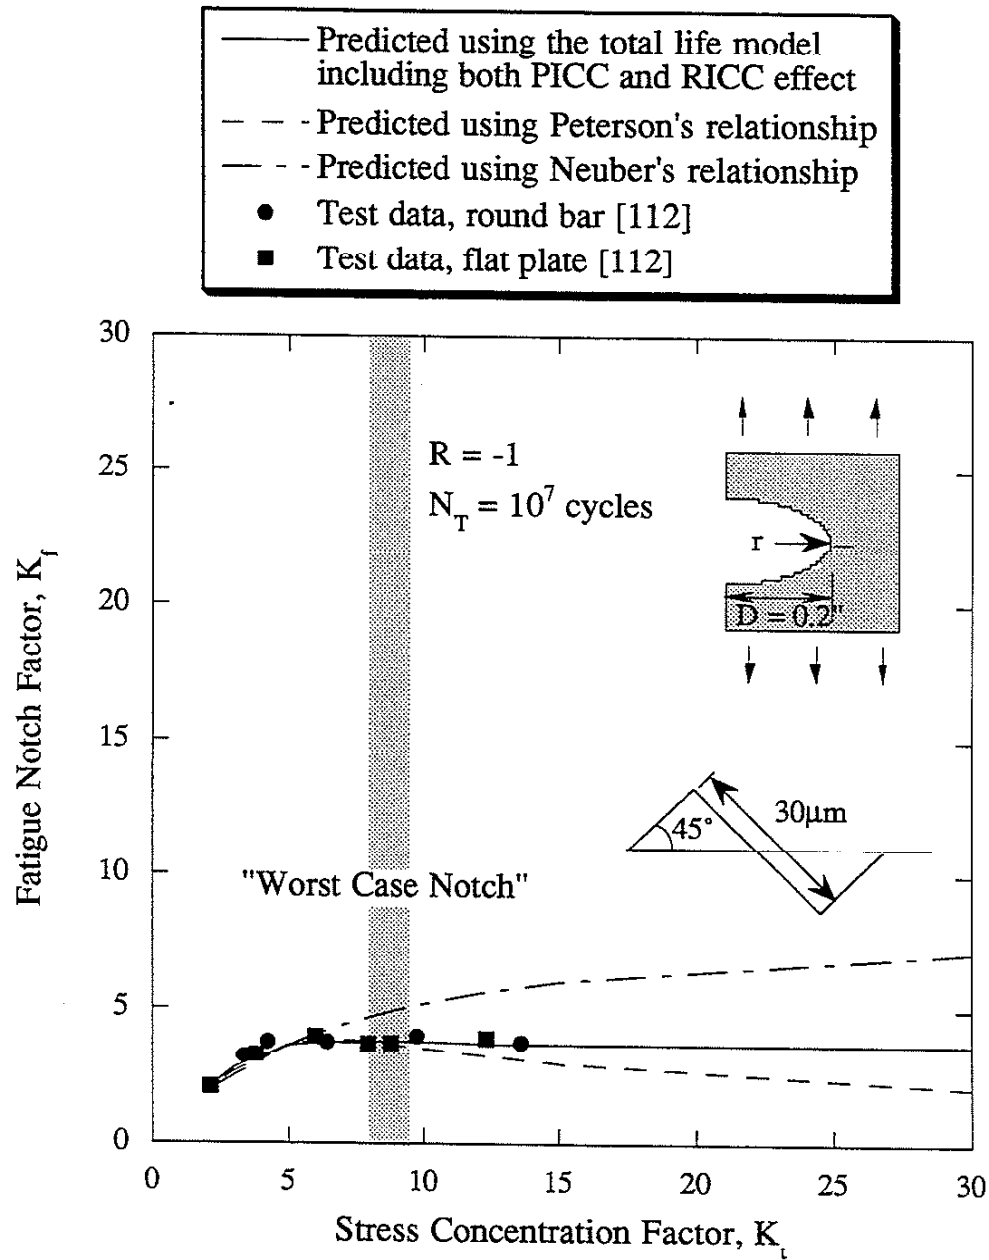 Predicted using the total life model
including both PICC and RICC effect
Predicted using Peterson's relationship
Predicted using Neuber's relationship
Test data, round bar [112]
Test data, flat plate [112]
30
25
20
15
10
5
0
Fatigue Notch Factor, K_f
R = -1
N_T = 10^7 cycles
r
D = 0.2"
30μm
45°
"Worst Case Notch"
0 5 10 15 20 25 30
Stress Concentration Factor, K_t